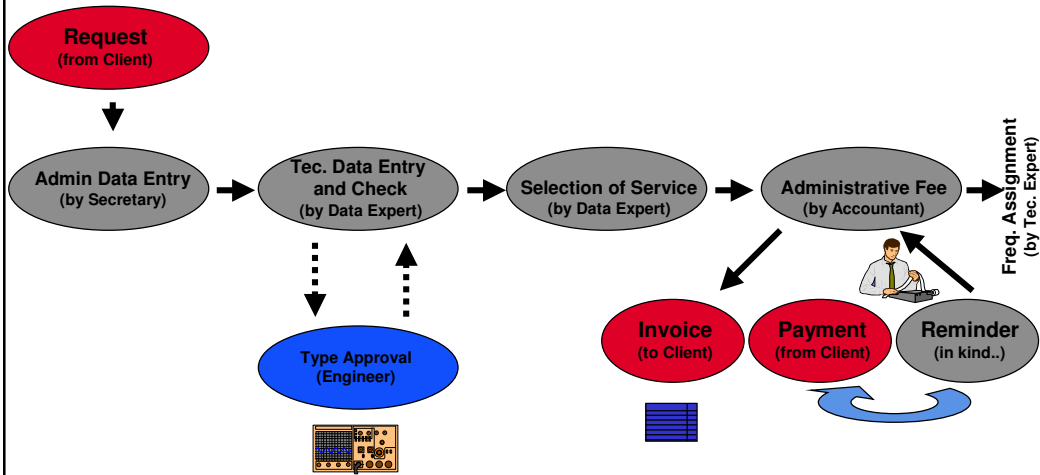 Request
(from Client)
Admin Data Entry
(by Secretary)
Tec. Data Entry
and Check
(by Data Expert)
Selection of Service
(by Data Expert)
Administrative Fee
(by Accountant)
Freq. Assignment
(by Tec. Expert)
Type Approval
(Engineer)
Invoice
(to Client)
Payment
(from Client)
Reminder
(in kind..)